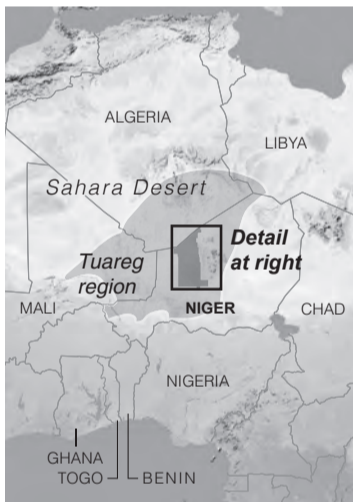 ALGERIA
LIBYA
Sahara Desert
Detail
at right
Tuareg
region
MALI
NIGER
CHAD
NIGERIA
GHANA
TOGO
BENIN